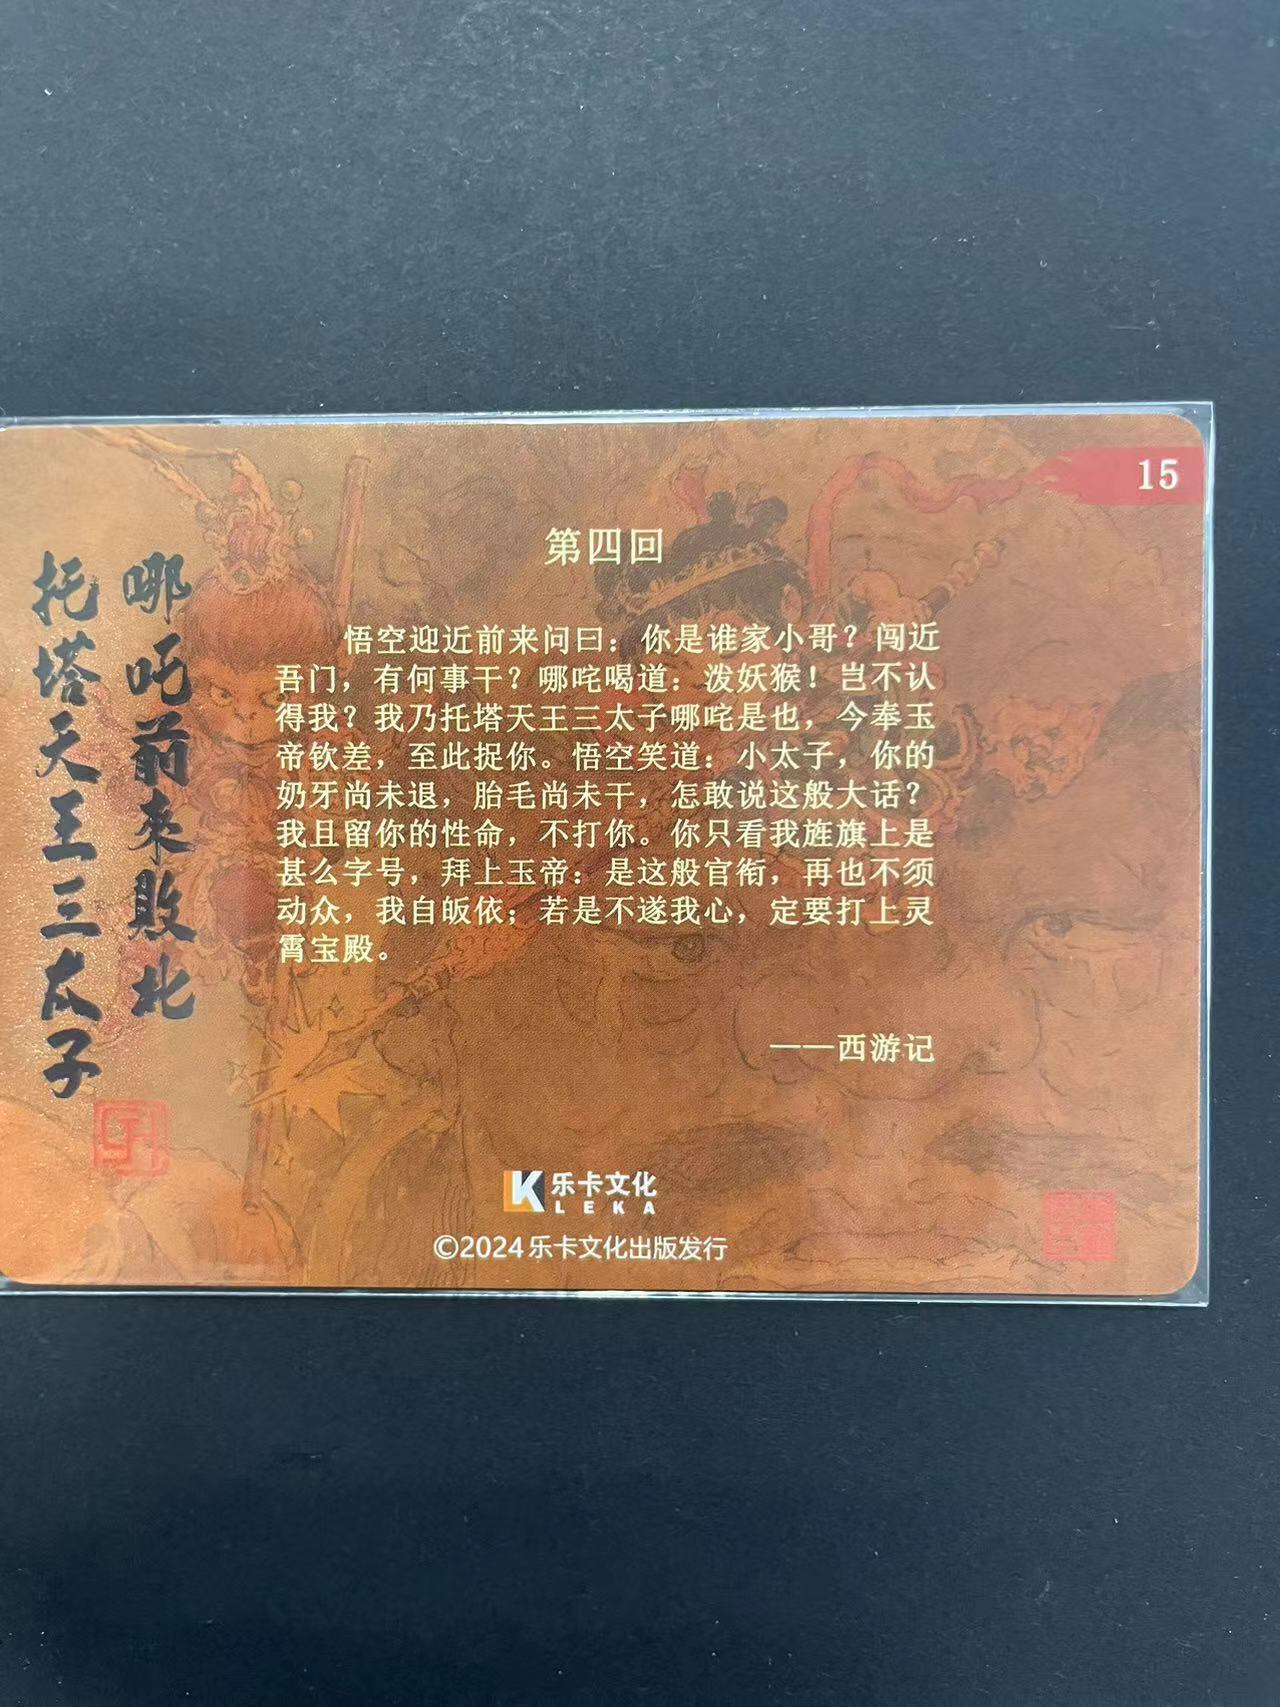 15
第四回
悟空迎近前来问曰：你是谁家小哥？闯近
吾门，有何事干？哪咤喝道：泼妖猴！岂不认
得我？我乃托塔天王三太子哪咤是也，今奉玉
帝钦差，至此捉你。悟空笑道：小太子，你的
奶牙尚未退，胎毛尚未干，怎敢说这般大话？
我且留你的性命，不打你。你只看我旌旗上是
甚么字号，拜上玉帝：是这般官衔，再也不须
动众，我自皈依；若是不遂我心，定要打上灵
霄宝殿。
——西游记
哪吒前來敗北
托塔天王三太子
K 乐卡文化
LEKA
©2024乐卡文化出版发行